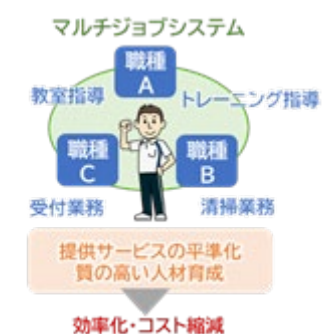 マルチジョブシステム
職種
A
教室指導
トレーニング指導
職種
C
職種
B
受付業務
清掃業務
提供サービスの平準化
質の高い人材育成
効率化・コスト縮減